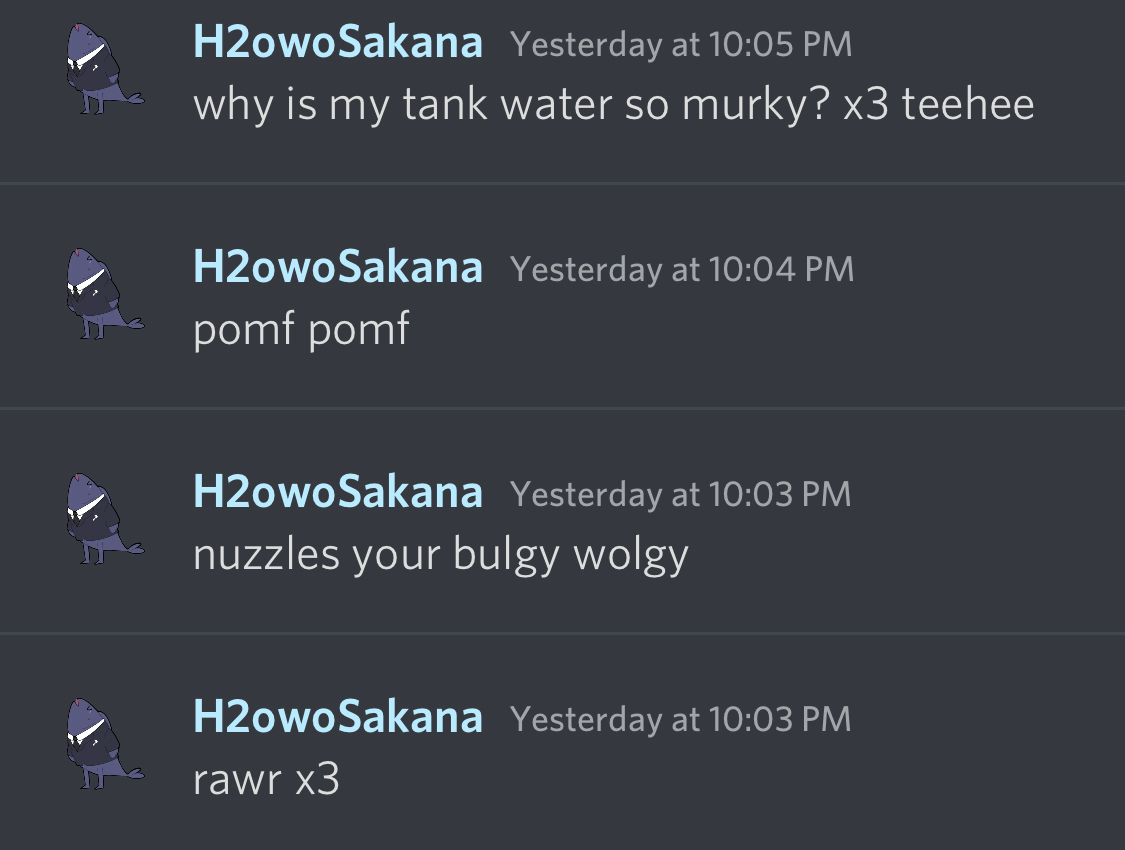 H2owoSakana Yesterday at 10:05 PM
why is my tank water so murky? x3 teehee
H2owoSakana Yesterday at 10:04 PM
pomf pomf
H2owoSakana Yesterday at 10:03 PM
nuzzles your bulgy wolgy
H2owoSakana Yesterday at 10:03 PM
rawr x3